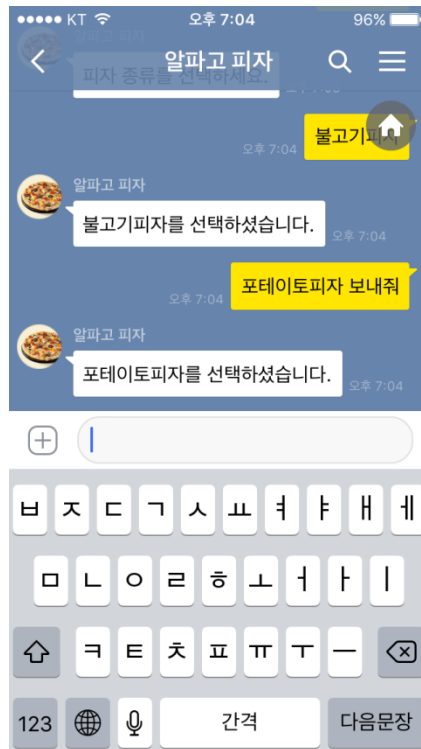 KT 오후 7:04 96%
알파고 피자
알파고 피자
피자 종류를 선택하세요.
불고기피자
오후 7:04
알파고 피자
불고기피자를 선택하셨습니다.
오후 7:04
포테이토피자 보내줘
오후 7:04
알파고 피자
포테이토피자를 선택하셨습니다.
오후 7:04
ㅂ ㅈ ㄷ ㄱ ㅅ ㅛ ㅕ ㅑ ㅐ ㅔ
ㅁ ㄴ ㅇ ㄹ ㅎ ㅗ ㅓ ㅏ ㅣ
ㅋ ㅌ ㅊ ㅍ ㅠ ㅜ ㅡ
123 간격 다음문장